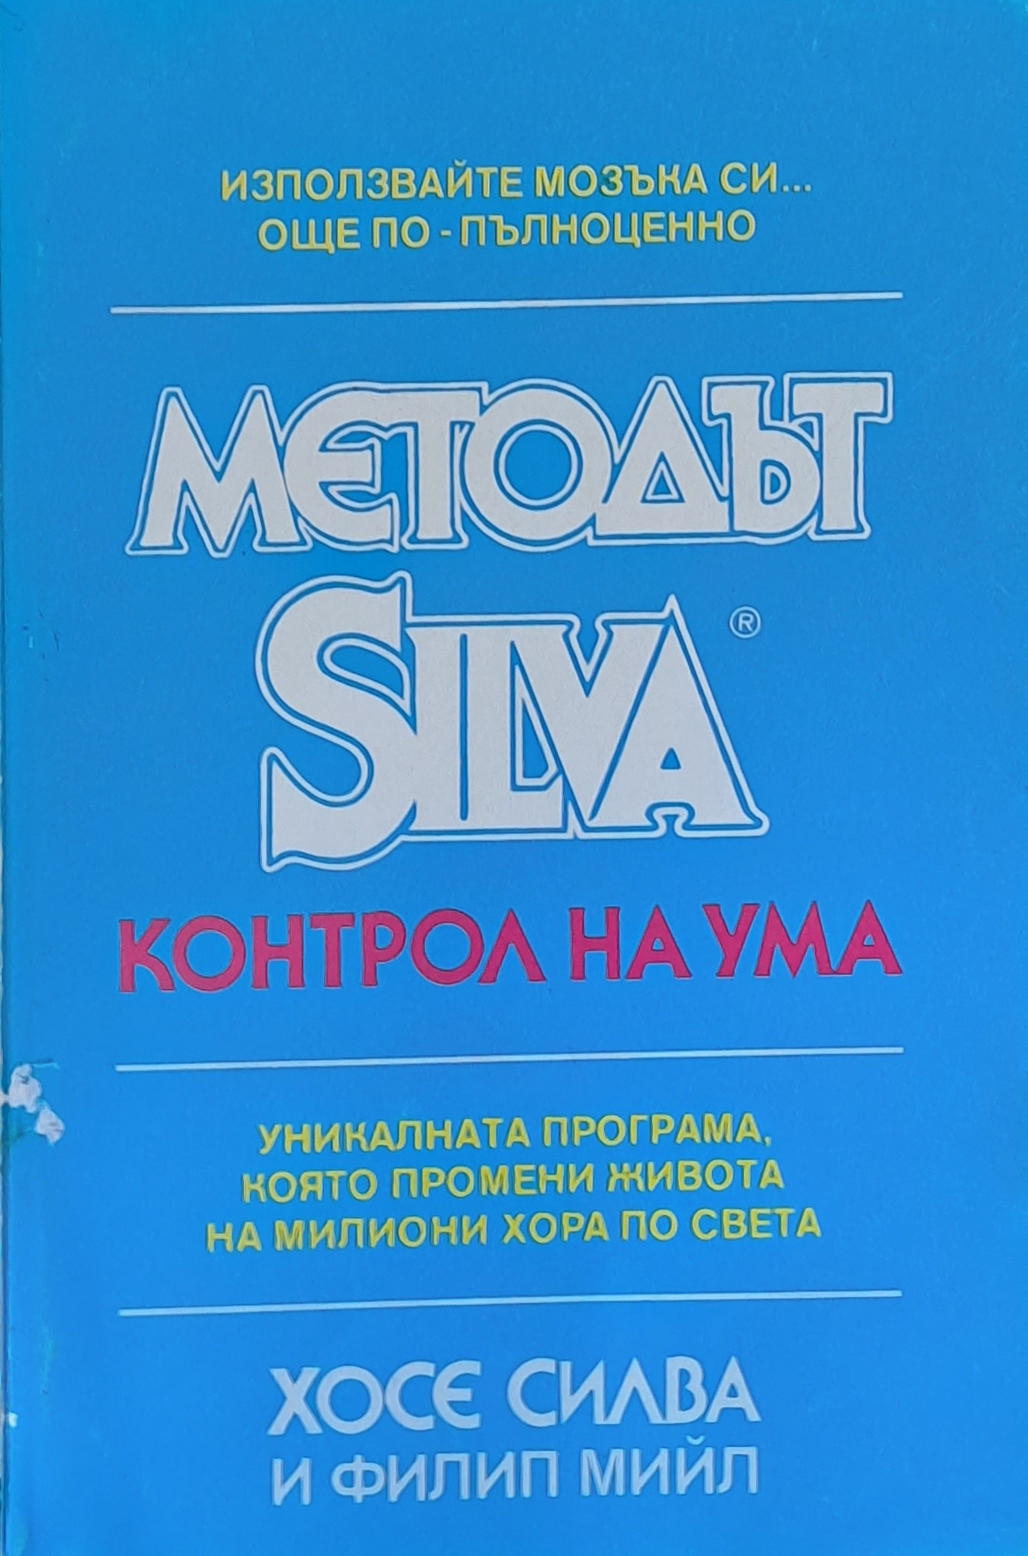 ИЗПОЛЗВАЙТЕ МОЗЪКА СИ...
ОЩЕ ПО - ПЪЛНОЦЕННО
МЕТОДЪТ
SILVA ®
КОНТРОЛ НА УМА
УНИКАЛНАТА ПРОГРАМА,
КОЯТО ПРОМЕНИ ЖИВОТА
НА МИЛИОНИ ХОРА ПО СВЕТА
ХОСЕ СИЛВА
И ФИЛИП МИЙЛ